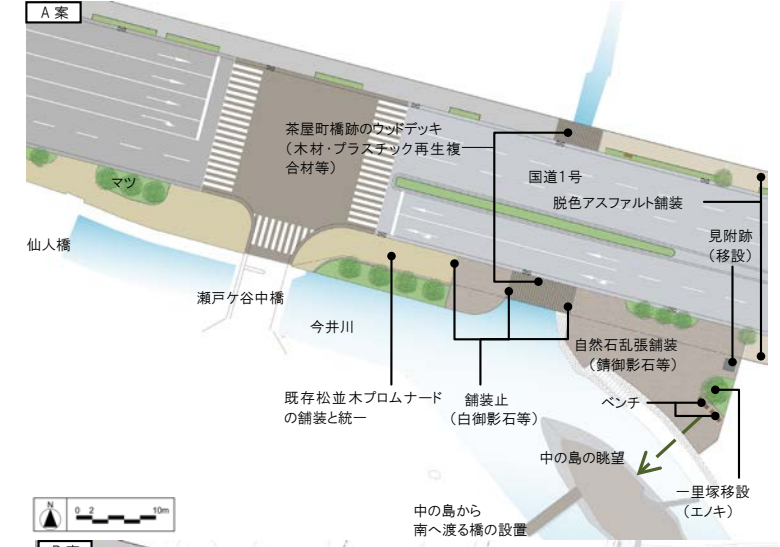 A案
茶屋町橋跡のウッドデッキ
（木材・プラスチック再生複
合材等）
国道1号
脱色アスファルト舗装
マツ
見附跡
（移設）
仙人橋
瀬戸ケ谷中橋
今井川
自然石乱張舗装
（錆御影石等）
既存松並木プロムナード
の舗装と統一
舗装止
（白御影石等）
ベンチ
中の島の眺望
一里塚移設
（エノキ）
中の島から
南へ渡る橋の設置
N
0 2 10m